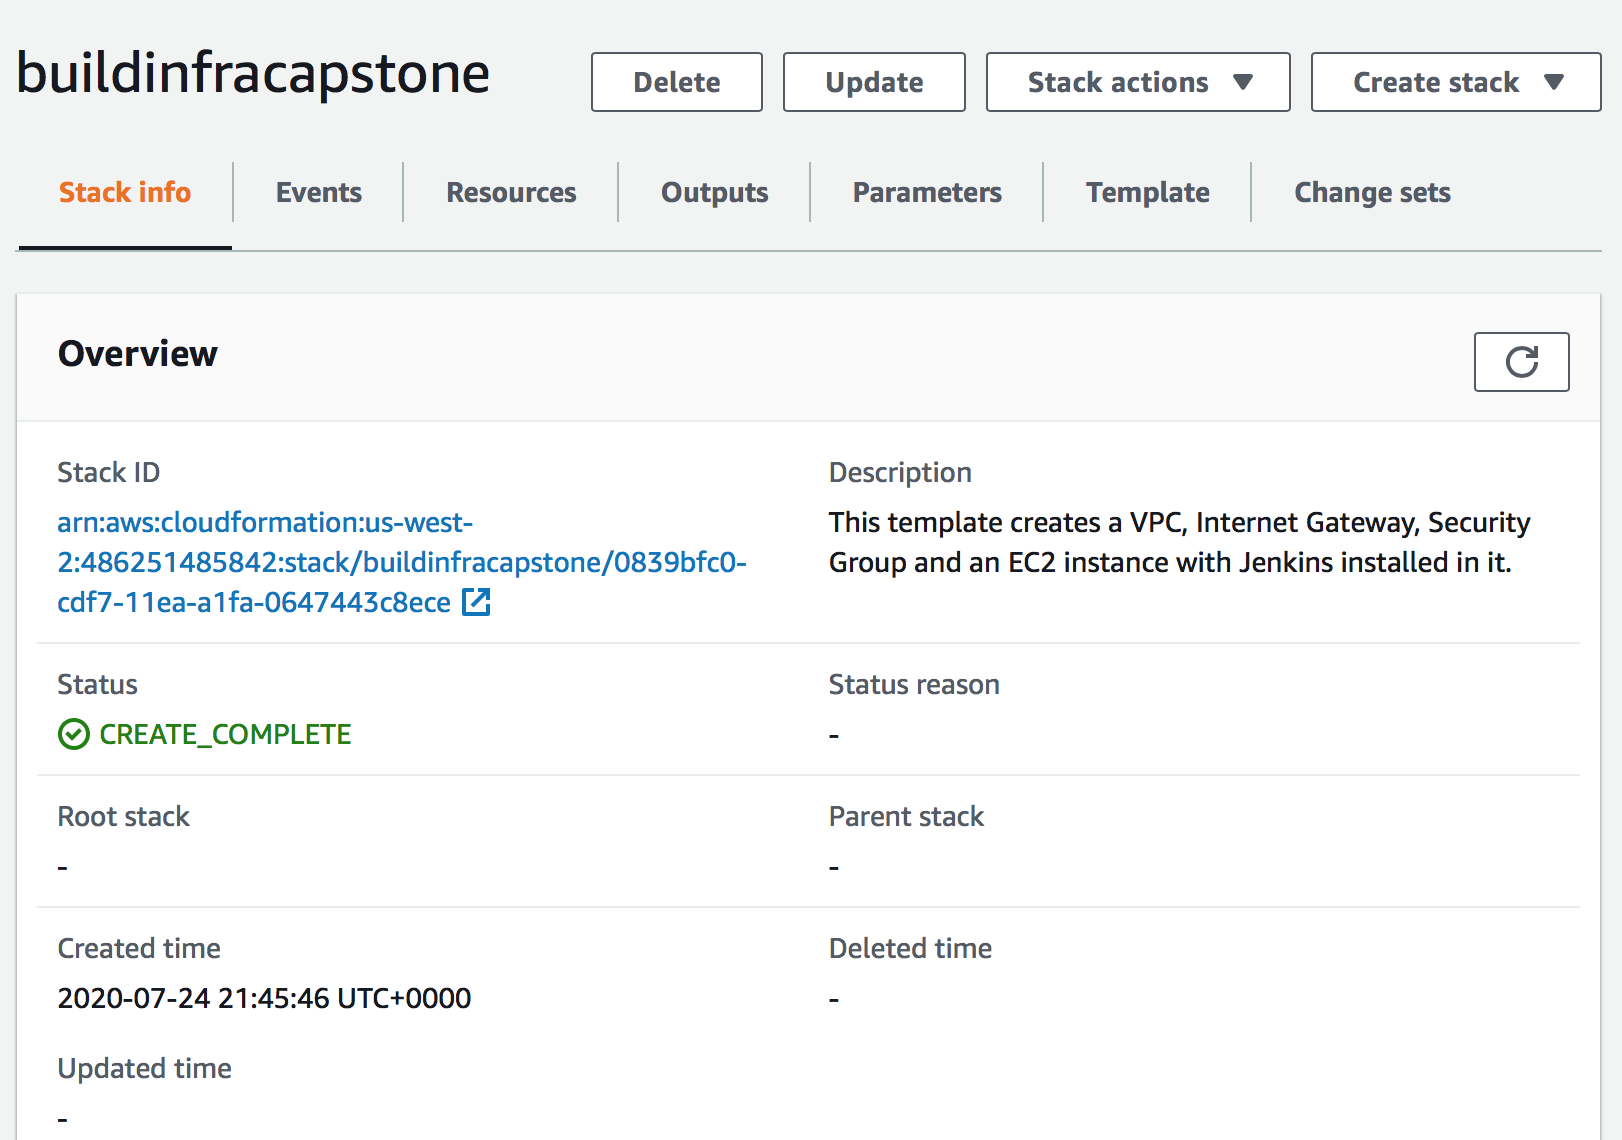 buildinfracapstone
Delete
Update
Stack actions
Create stack
Stack info
Events
Resources
Outputs
Parameters
Template
Change sets
Overview
Stack ID
arn:aws:cloudformation:us-west-
2:486251485842:stack/buildinfracapstone/0839bfc0-
cdf7-11ea-a1fa-0647443c8ece
Description
This template creates a VPC, Internet Gateway, Security
Group and an EC2 instance with Jenkins installed in it.
Status
CREATE_COMPLETE
Status reason
-
Root stack
-
Parent stack
-
Created time
2020-07-24 21:45:46 UTC+0000
Deleted time
-
Updated time
-